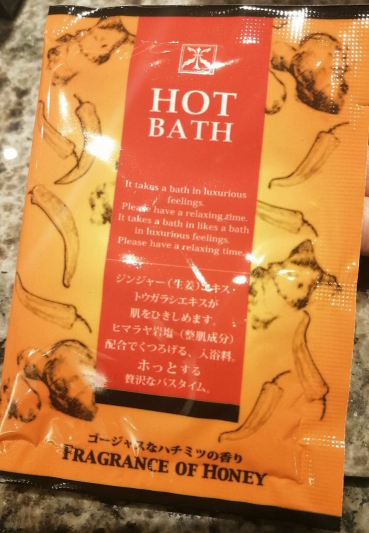 HOT
BATH
It takes a bath in luxurious
feelings.
Please have a relaxing time.
It takes a bath in likes a bath
in luxurious feelings.
Please have a relaxing time.
ジンジャー(生姜)エキス・
トウガラシエキスが
肌をひきしめます。
ヒマラヤ岩塩(整肌成分)
配合でくつろげる、入浴料。
ホっとする
贅沢なバスタイム。
ゴージャスなハチミツの香り
FRAGRANCE OF HONEY